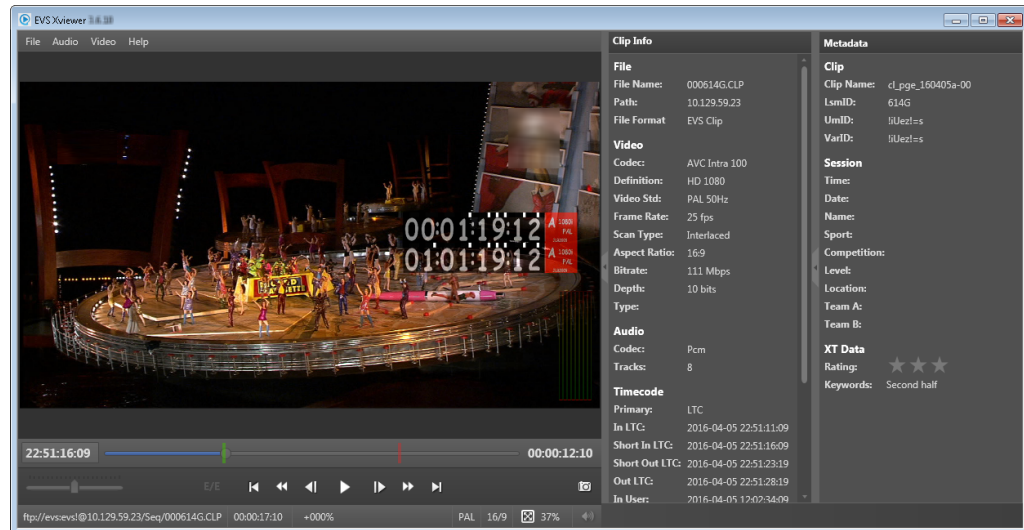 EVS Xviewer
File Audio Video Help
00:01:19:12 A 1080i PAL
01:01:19:12 A 1080i PAL
22:51:16:09 00:00:12:10
E/E
ftp://evs:evs!@10.129.59.23/Seq/000614G.CLP 00:00:17:10 +000% PAL 16/9 37%
Clip Info
File
File Name: 000614G.CLP
Path: 10.129.59.23
File Format EVS Clip
Video
Codec: AVC Intra 100
Definition: HD 1080
Video Std: PAL 50Hz
Frame Rate: 25 fps
Scan Type: Interlaced
Aspect Ratio: 16:9
Bitrate: 111 Mbps
Depth: 10 bits
Type:
Audio
Codec: Pcm
Tracks: 8
Timecode
Primary: LTC
In LTC: 2016-04-05 22:51:11:09
Short In LTC: 2016-04-05 22:51:16:09
Short Out LTC: 2016-04-05 22:51:23:19
Out LTC: 2016-04-05 22:51:28:19
In User: 2016-04-05 12:02:34:09
Metadata
Clip
Clip Name: cl_pge_160405a-00
LsmID: 614G
UmID: !iUez!=s
VarID: !iUez!=s
Session
Time:
Date:
Name:
Sport:
Competition:
Level:
Location:
Team A:
Team B:
XT Data
Rating:
Keywords: Second half